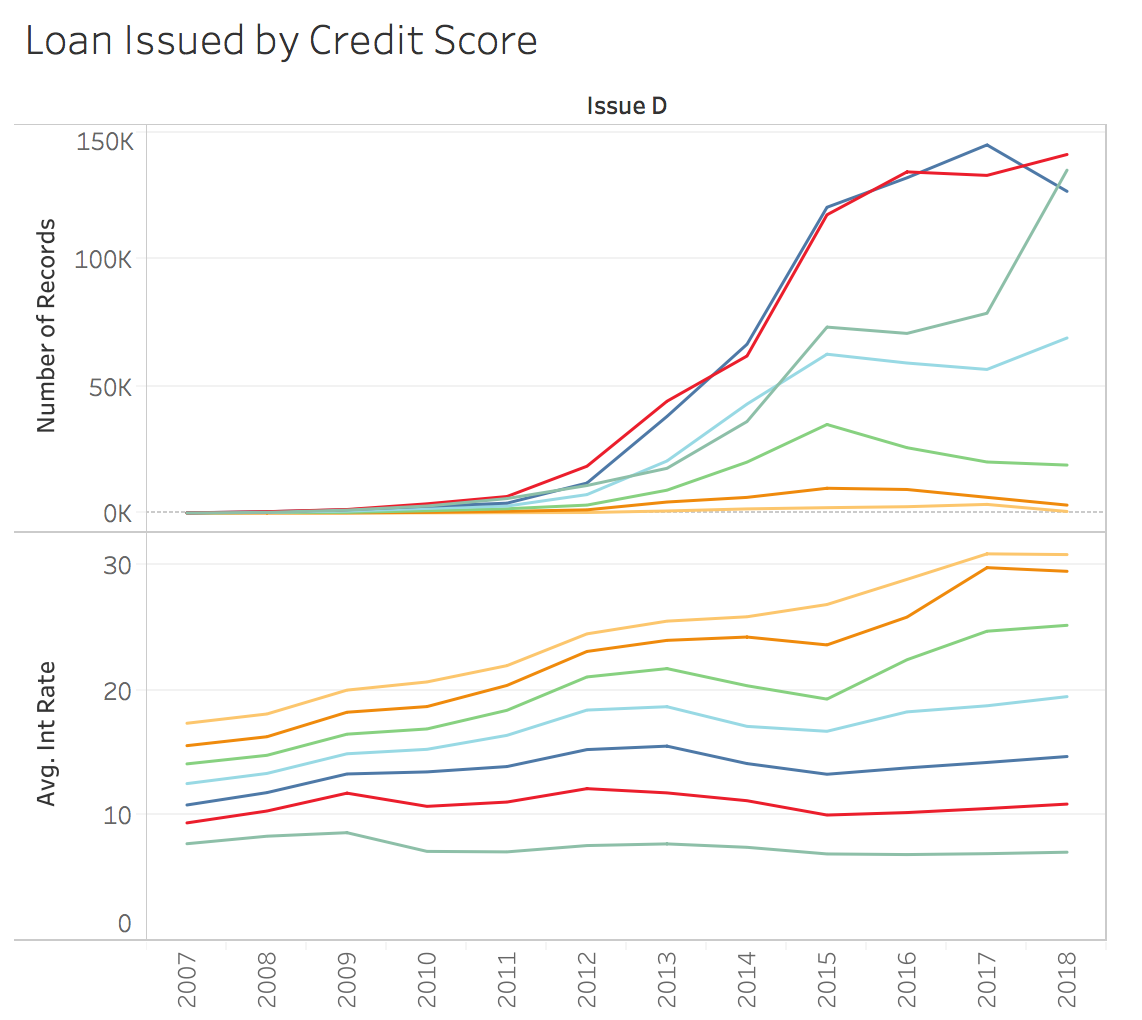 Loan Issued by Credit Score
Issue D
150K
100K
50K
0K
Number of Records
30
20
10
0
Avg. Int Rate
2007 2008 2009 2010 2011 2012 2013 2014 2015 2016 2017 2018